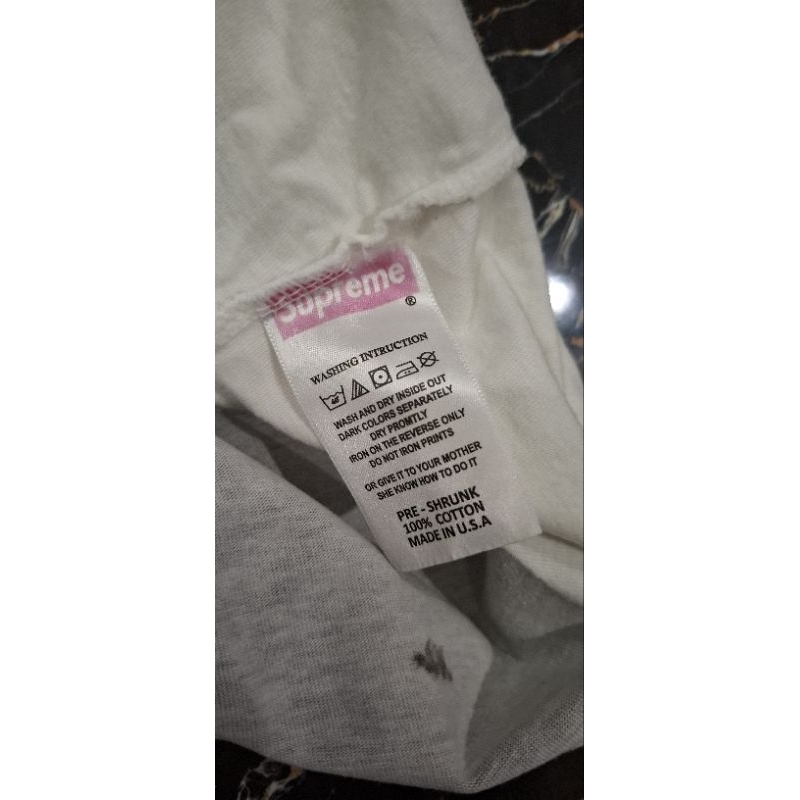 Supreme
®
WASHING INTRUCTION
WASH AND DRY INSIDE OUT
DARK COLORS SEPARATELY
DRY PROMTLY
IRON ON THE REVERSE ONLY
DO NOT IRON PRINTS
OR GIVE IT TO YOUR MOTHER
SHE KNOW HOW TO DO IT
PRE - SHRUNK
100% COTTON
MADE IN U.S.A